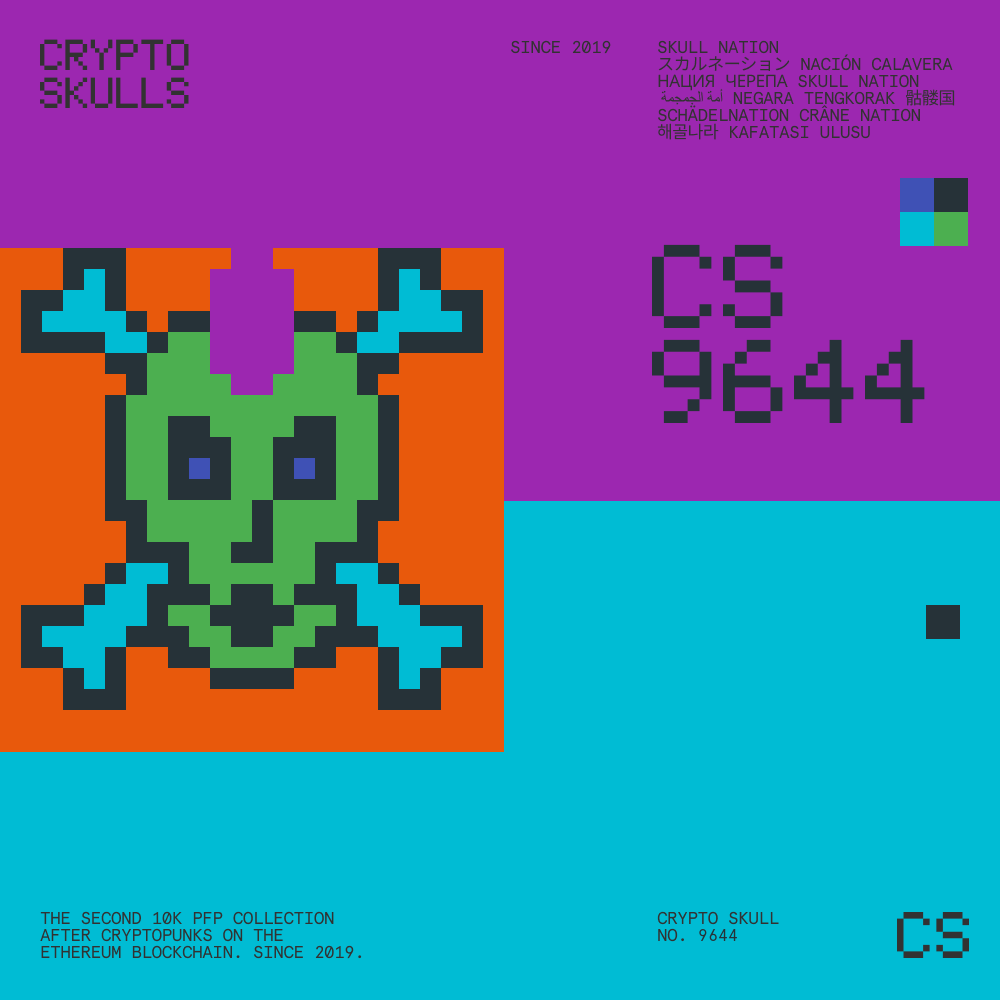 CRYPTO
SKULLS
SINCE 2019
SKULL NATION
スカルネーション NACIÓN CALAVERA
НАЦИЯ ЧЕРЕПА SKULL NATION
أمة الجمجمة NEGARA TENGKORAK 骷髅国
SCHÄDELNATION CRÂNE NATION
해골나라 KAFATASI ULUSU
CS
9644
THE SECOND 10K PFP COLLECTION
AFTER CRYPTOPUNKS ON THE
ETHEREUM BLOCKCHAIN. SINCE 2019.
CRYPTO SKULL
NO. 9644
CS